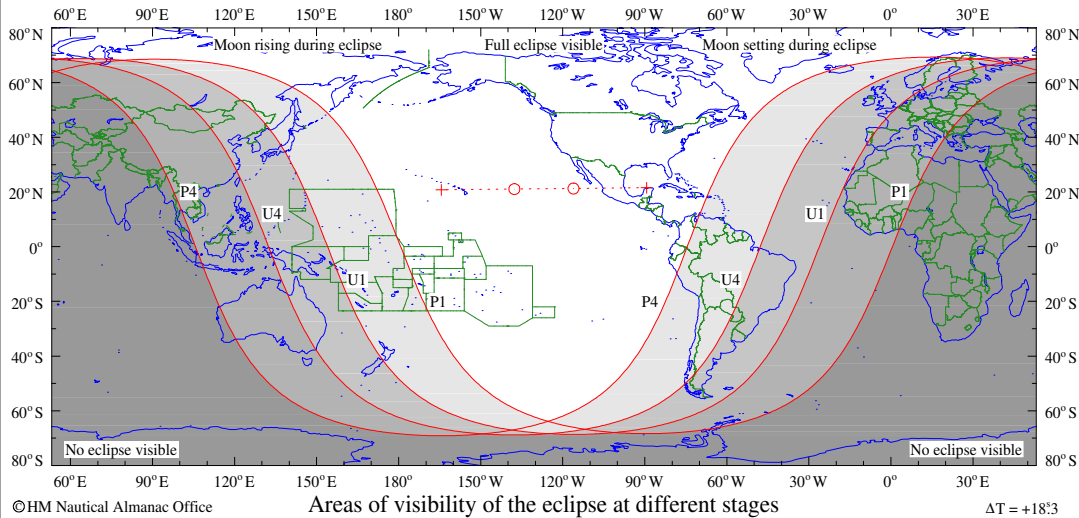 60°E 90°E 120°E 150°E 180° 150°W 120°W 90°W 60°W 30°W 0° 30°E
80°N 80°N
Moon rising during eclipse Full eclipse visible Moon setting during eclipse
60°N 60°N
40°N 40°N
20°N P4 P1 20°N
U4 U1
0° 0°
U1 U4
20°S P1 P4 20°S
40°S 40°S
60°S 60°S
No eclipse visible No eclipse visible
80°S 80°S
60°E 90°E 120°E 150°E 180° 150°W 120°W 90°W 60°W 30°W 0° 30°E
©HM Nautical Almanac Office Areas of visibility of the eclipse at different stages ΔT = +18ˢ.3